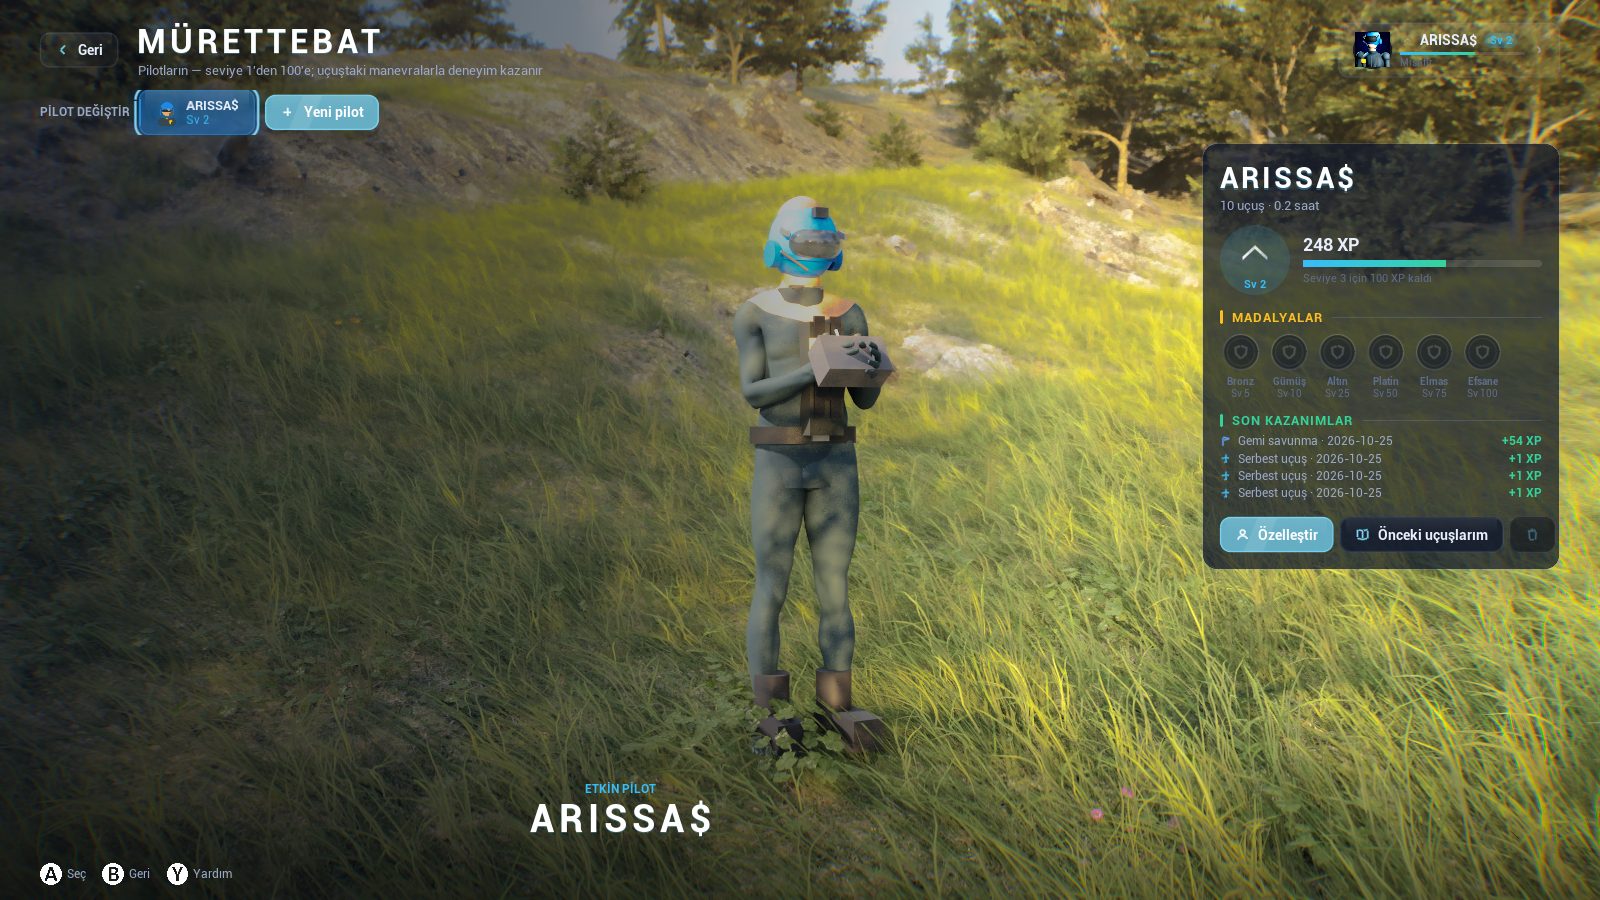 Geri
MÜRETTEBAT
Pilotların — seviye 1'den 100'e; uçuştaki manevralarla deneyim kazanır
ARISSA$ Sv 2
PİLOT DEĞİŞTİR
ARISSA$
Sv 2
+ Yeni pilot
ARISSA$
10 uçuş · 0.2 saat
248 XP
Sv 2
Seviye 3 için 100 XP kaldı
MADALYALAR
Bronz Gümüş Altın Platin Elmas Efsane
Sv 5 Sv 10 Sv 25 Sv 50 Sv 75 Sv 100
SON KAZANIMLAR
Gemi savunma · 2026-10-25 +54 XP
Serbest uçuş · 2026-10-25 +1 XP
Serbest uçuş · 2026-10-25 +1 XP
Serbest uçuş · 2026-10-25 +1 XP
Özelleştir
Önceki uçuşlarım
ETKİN PİLOT
ARISSA$
A Seç B Geri Y Yardım